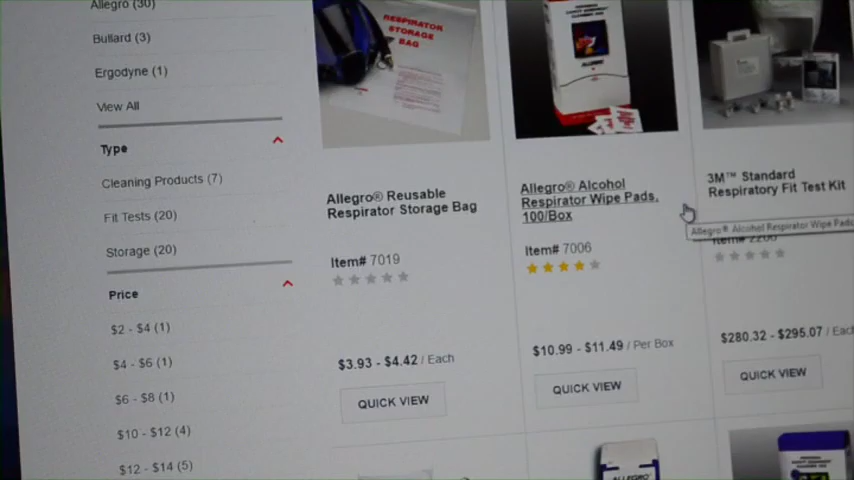 Allegro (30)
Bullard (3)
Ergodyne (1)
View All
Type
Cleaning Products (7)
Fit Tests (20)
Storage (20)
Price
$2 - $4 (1)
$4 - $6 (1)
$6 - $8 (1)
$10 - $12 (4)
$12 - $14 (5)
RESPIRATOR
STORAGE
BAG
Allegro® Reusable
Respirator Storage Bag
Item# 7019
$3.93 - $4.42 / Each
QUICK VIEW
ALLEGRO
Allegro® Alcohol
Respirator Wipe Pads,
100/Box
Item# 7006
$10.99 - $11.49 / Per Box
QUICK VIEW
3M™ Standard
Respiratory Fit Test Kit
Allegro® Alcohol Respirator Wipe Pads
$280.32 - $295.07 / Each
QUICK VIEW
ALLEGRO